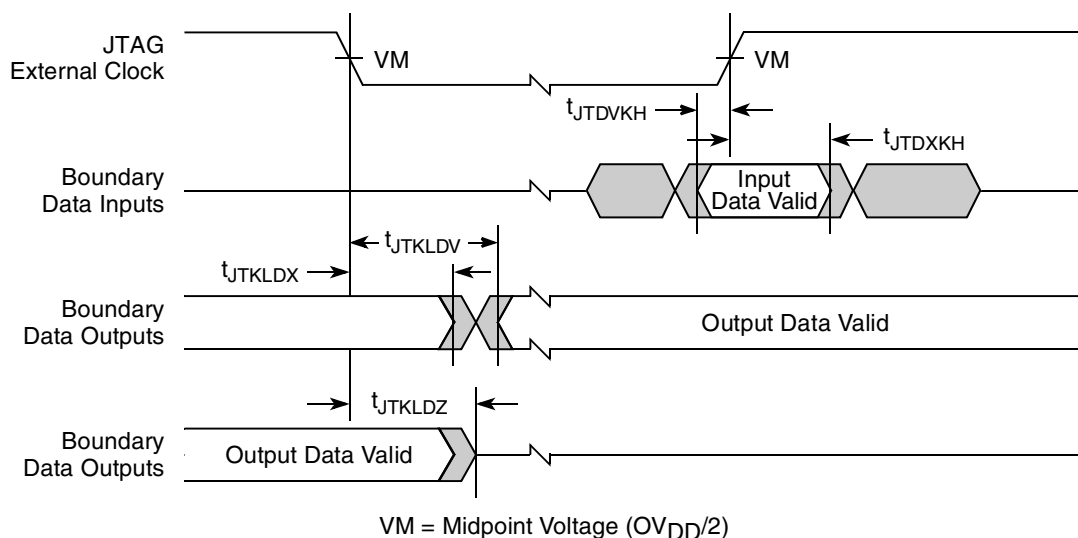 JTAG
External Clock
VM
VM
tJTDVKH
tJTDXKH
Boundary
Data Inputs
Input
Data Valid
tJTKLDV
tJTKLDX
Boundary
Data Outputs
Output Data Valid
tJTKLDZ
Boundary
Data Outputs
Output Data Valid
VM = Midpoint Voltage (OVDD/2)